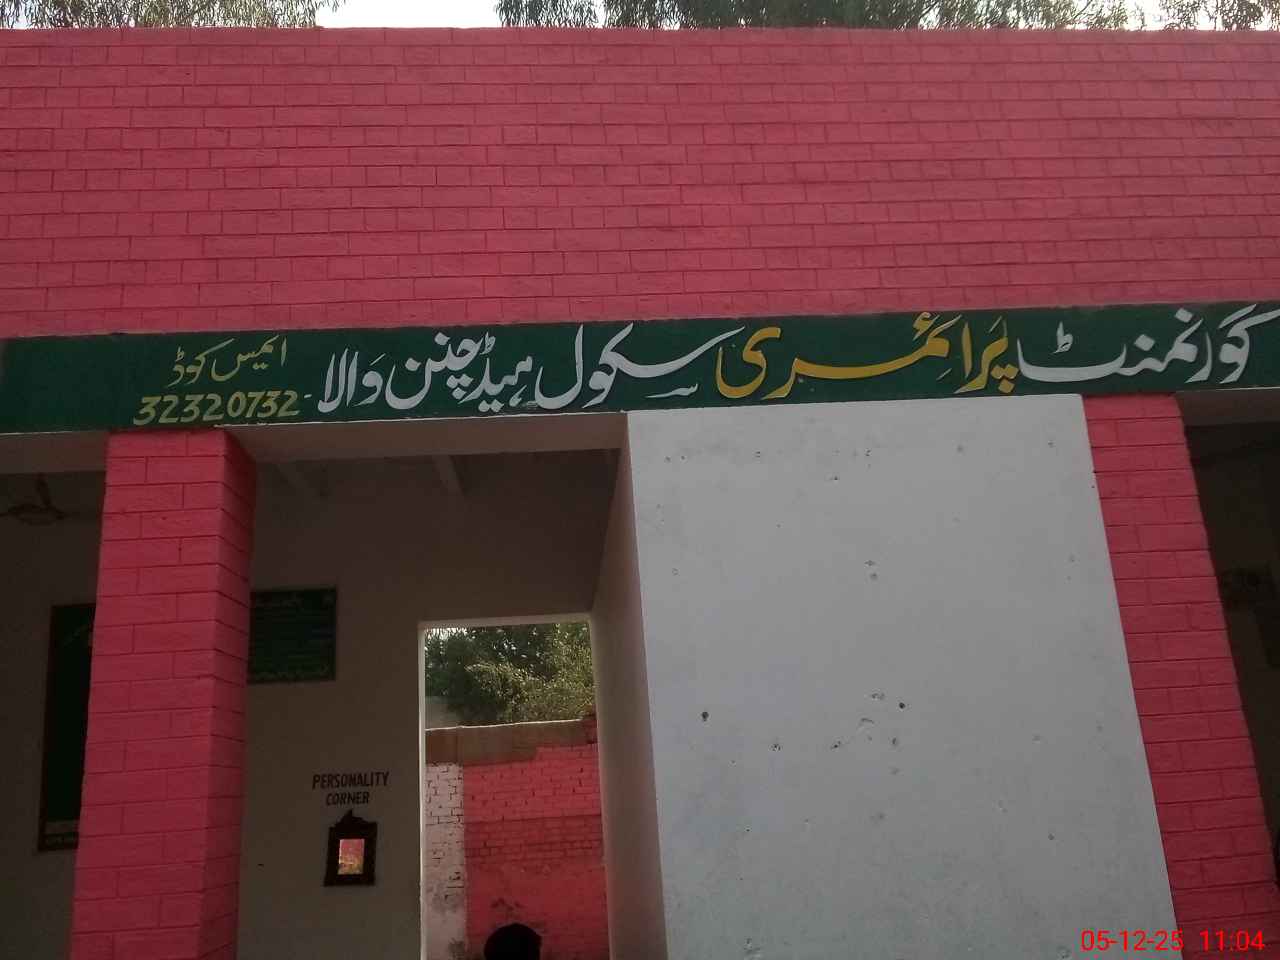 گورنمنٹ پرائمری سکول ہیڈ چنن والا
ایمس کوڈ
32320732
PERSONALITY
CORNER
05-12-25 11:04